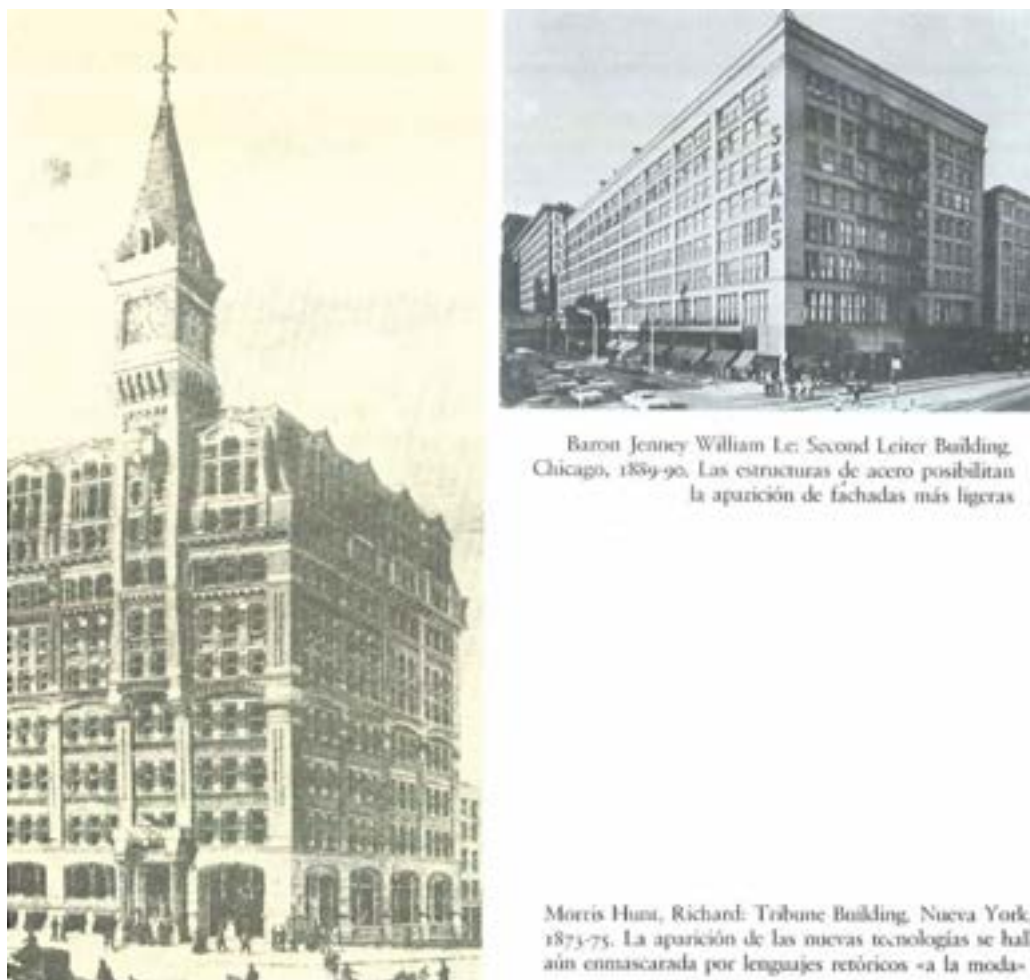 SEARS
Baron Jenney William Le: Second Leiter Building.
Chicago, 1889-90. Las estructuras de acero posibilitan
la aparición de fachadas más ligeras
Morris Hunt, Richard: Tribune Building. Nueva York,
1873-75. La aparición de las nuevas tecnologías se hall
aún enmascarada por lenguajes retóricos «a la moda»